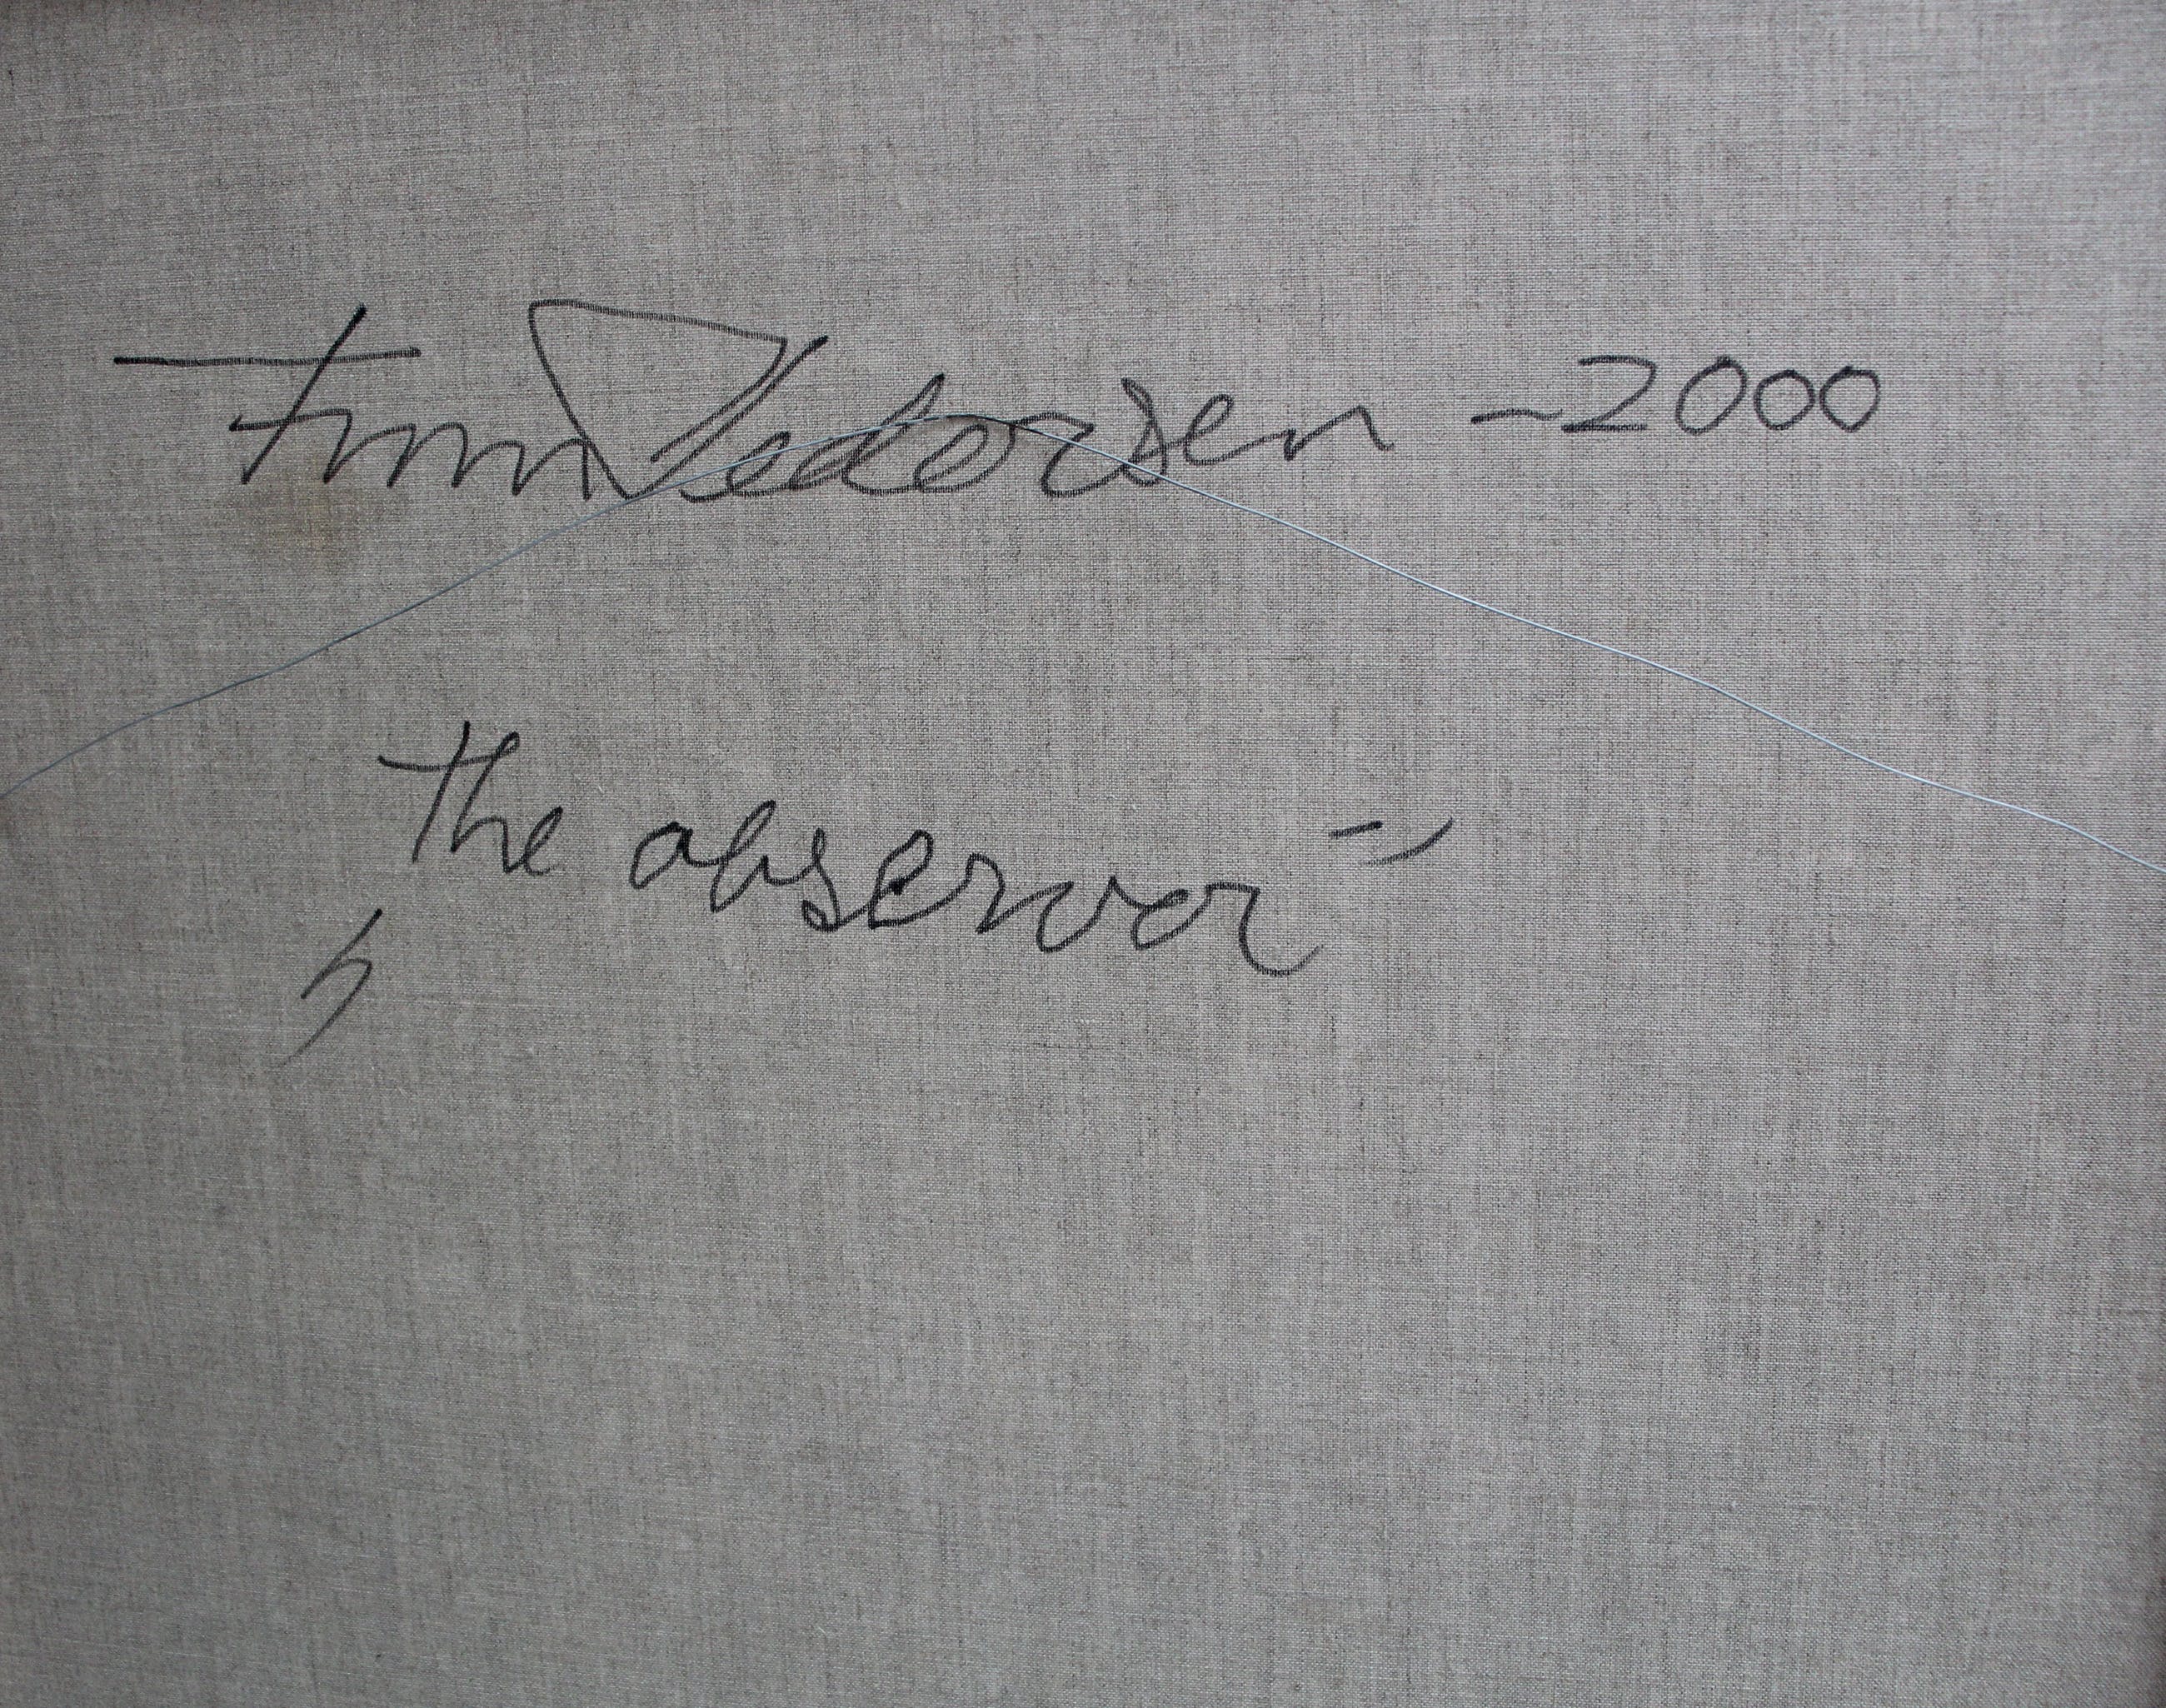 Finn Pedersen -2000
„the observer"